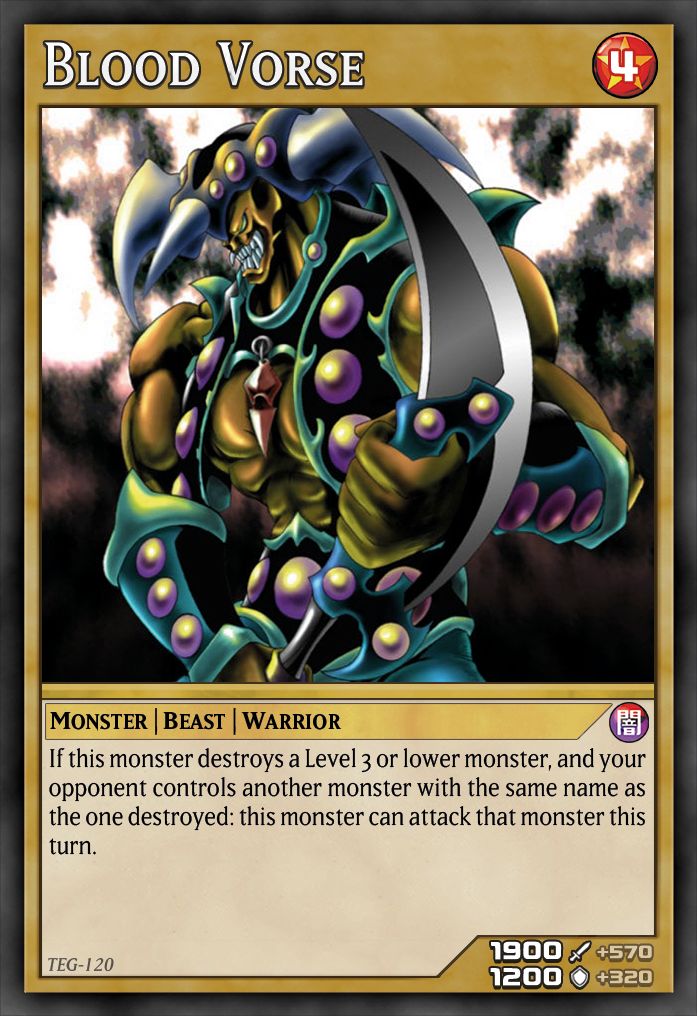 Blood Vorse
4
Monster | Beast | Warrior
闇
If this monster destroys a Level 3 or lower monster, and your
opponent controls another monster with the same name as
the one destroyed: this monster can attack that monster this
turn.
TEG-120
1900 +570
1200 +320